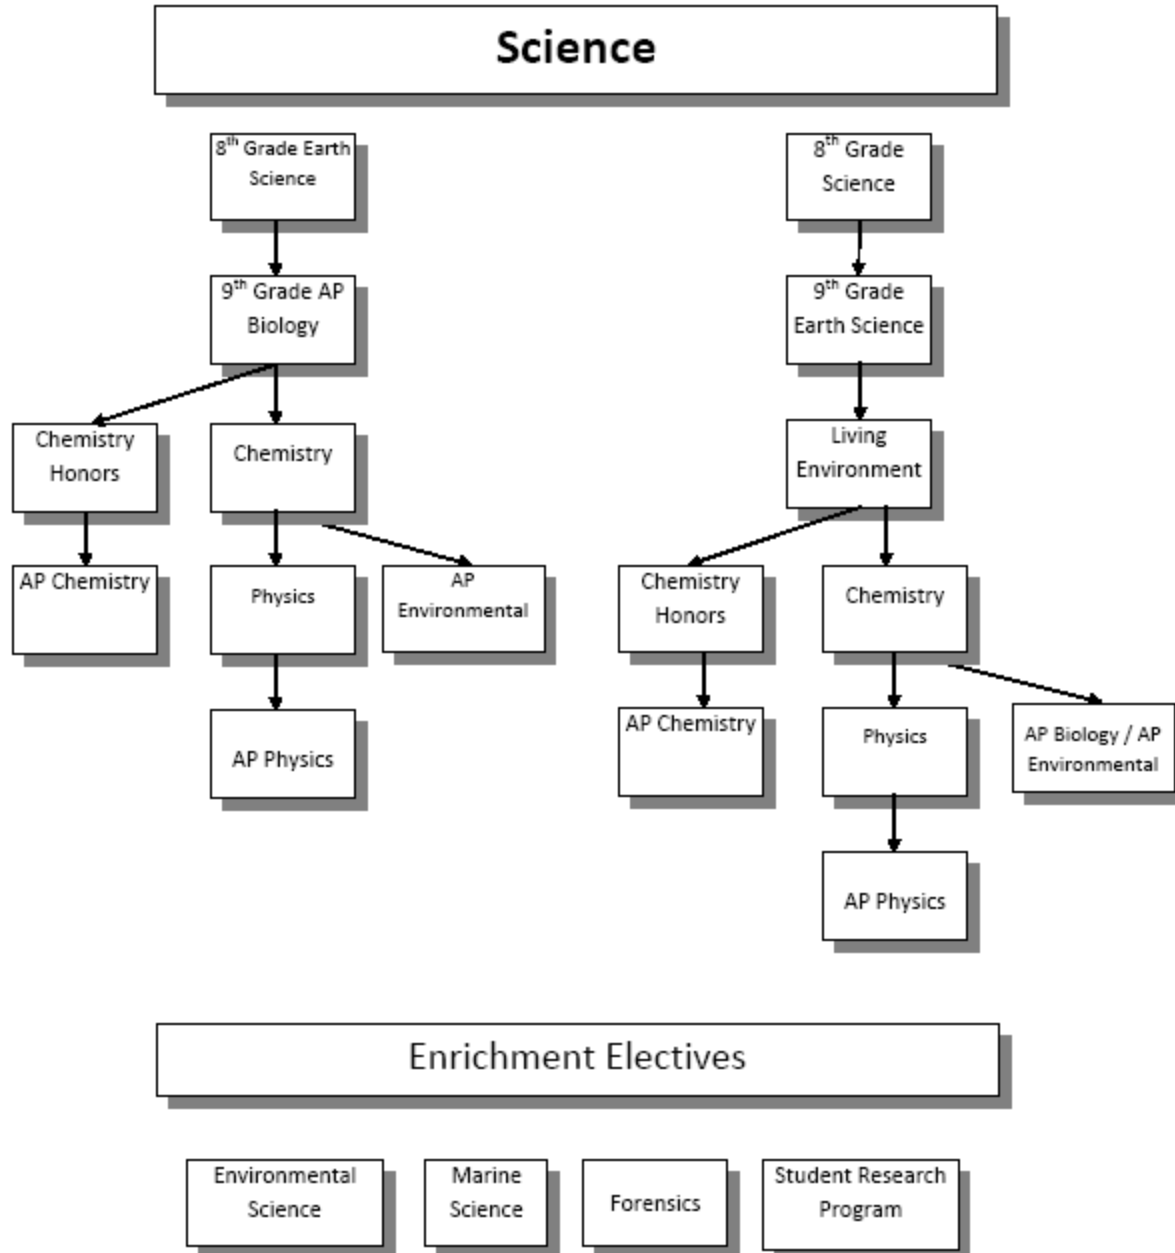 Science
8th Grade Earth
Science
8th Grade
Science
9th Grade AP
Biology
9th Grade
Earth Science
Chemistry
Honors
Chemistry
Living
Environment
AP Chemistry
Physics
AP
Environmental
Chemistry
Honors
Chemistry
AP Physics
AP Chemistry
Physics
AP Biology / AP
Environmental
AP Physics
Enrichment Electives
Environmental
Science
Marine
Science
Forensics
Student Research
Program